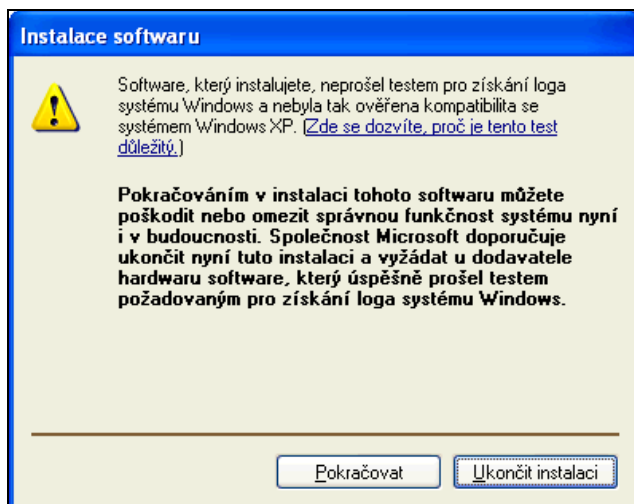 Instalace softwaru
Software, který instalujete, neprošel testem pro získání loga
systému Windows a nebyla tak ověřena kompatibilita se
systémem Windows XP. (Zde se dozvíte, proč je tento test
důležitý.)
Pokračováním v instalaci tohoto softwaru můžete
poškodit nebo omezit správnou funkčnost systému nyní
i v budoucnosti. Společnost Microsoft doporučuje
ukončit nyní tuto instalaci a vyžádat u dodavatele
hardwaru software, který úspěšně prošel testem
požadovaným pro získání loga systému Windows.
Pokračovat
Ukončit instalaci